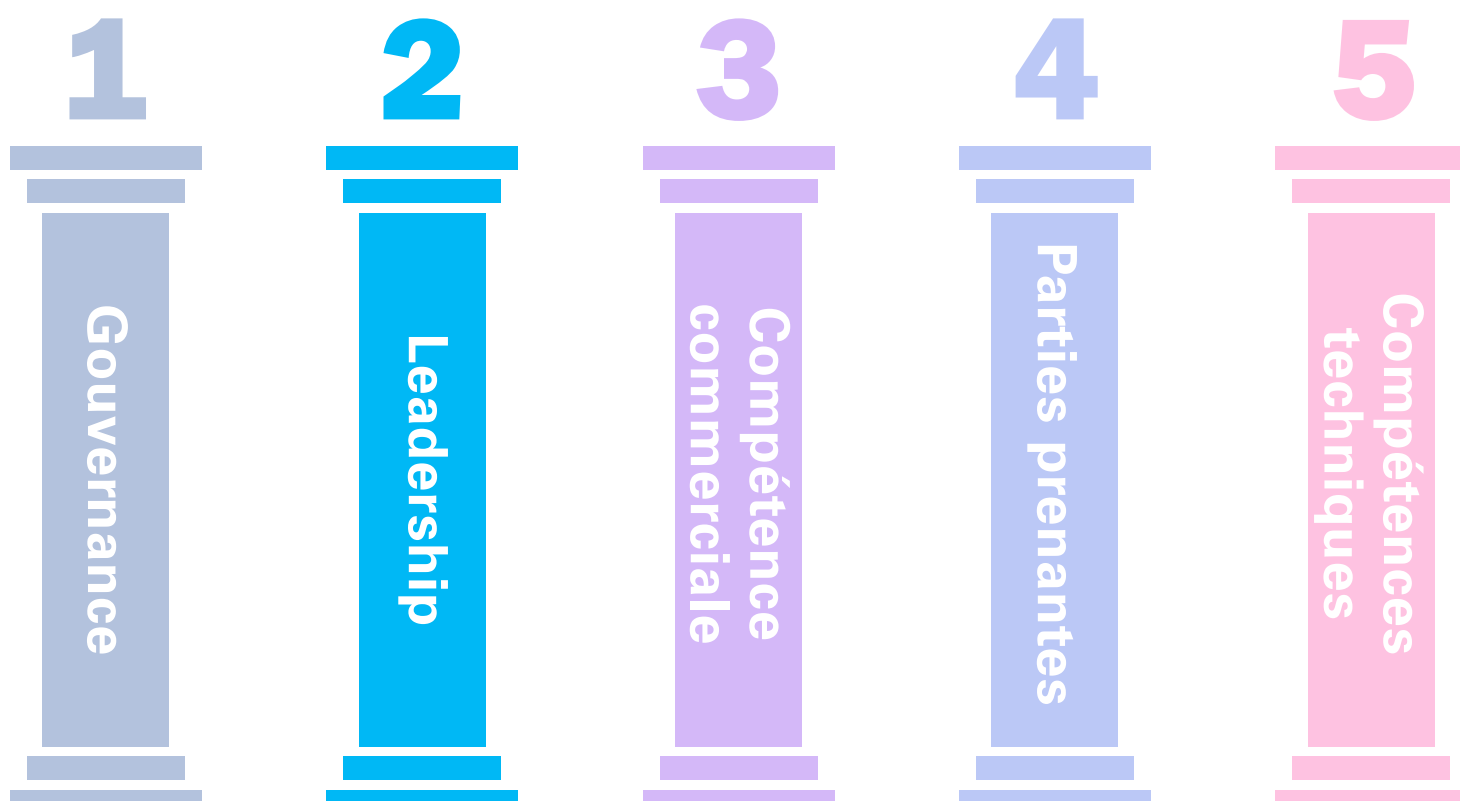 1
Gouvernance
2
Leadership
3
Compétence
commerciale
4
Parties prenantes
5
Compétences
techniques